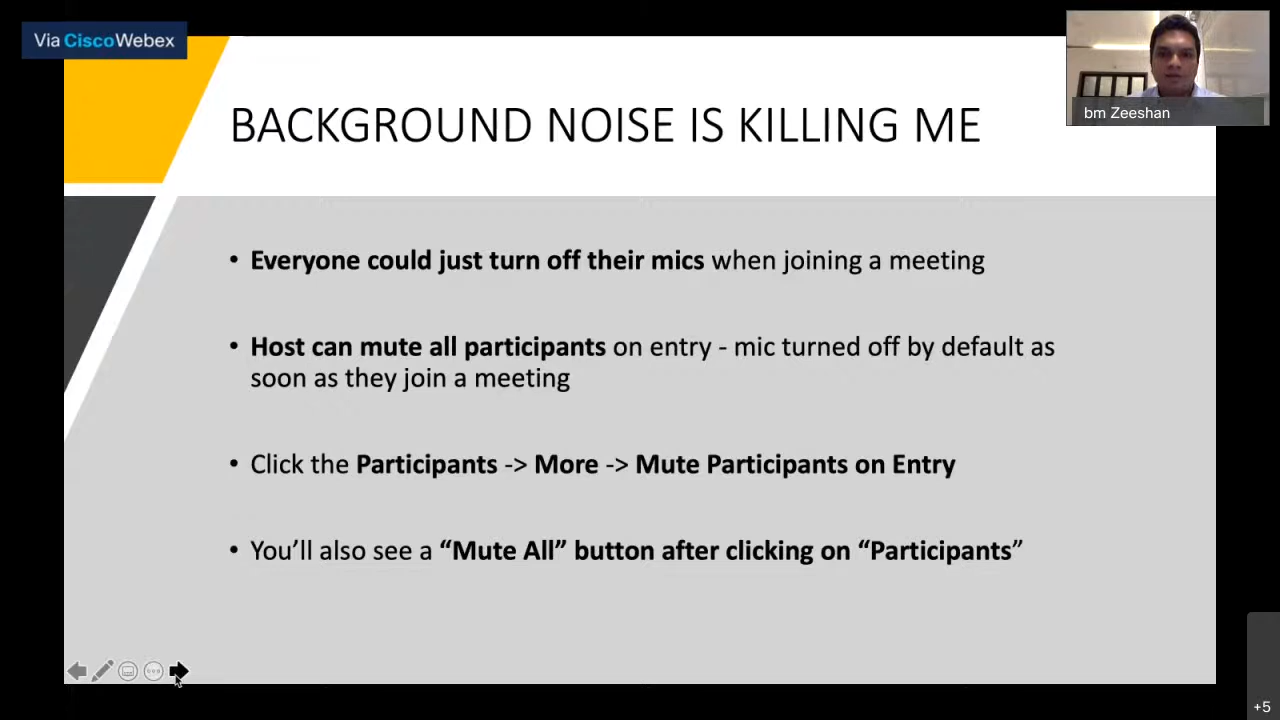 Via CiscoWebex
bm Zeeshan
BACKGROUND NOISE IS KILLING ME
• Everyone could just turn off their mics when joining a meeting
• Host can mute all participants on entry - mic turned off by default as
soon as they join a meeting
• Click the Participants -> More -> Mute Participants on Entry
• You’ll also see a “Mute All” button after clicking on “Participants”
+5